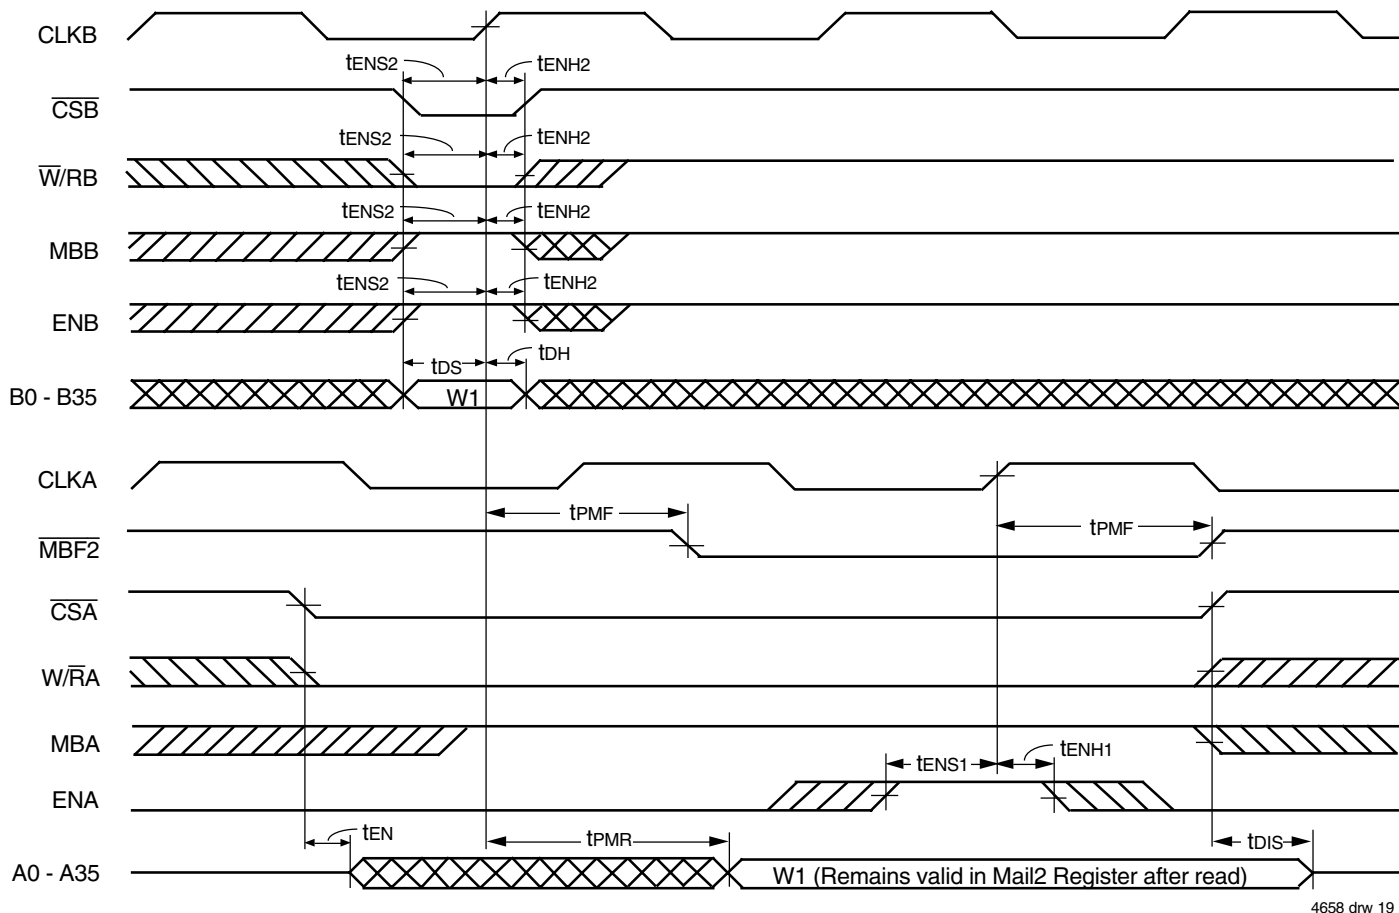 CLKB
tENS2 tENH2
CSB
tENS2 tENH2
W/RB
tENS2 tENH2
MBB
tENS2 tENH2
ENB
tDS tDH
B0 - B35 W1
CLKA
tPMF tPMF
MBF2
CSA
W/RA
MBA
tENS1 tENH1
ENA
tEN tPMR tDIS
A0 - A35 W1 (Remains valid in Mail2 Register after read)
4658 drw 19